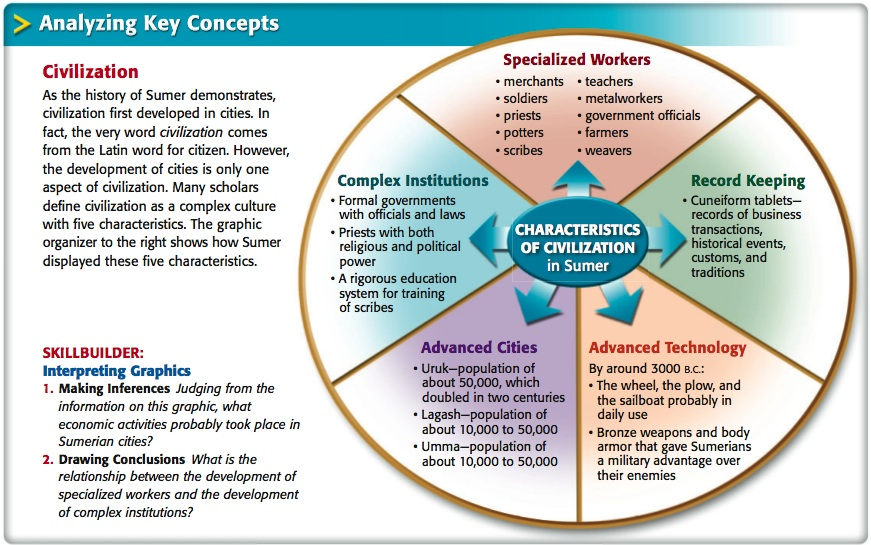 > Analyzing Key Concepts
Civilization
As the history of Sumer demonstrates,
civilization first developed in cities. In
fact, the very word civilization comes
from the Latin word for citizen. However,
the development of cities is only one
aspect of civilization. Many scholars
define civilization as a complex culture
with five characteristics. The graphic
organizer to the right shows how Sumer
displayed these five characteristics.
SKILLBUILDER:
Interpreting Graphics
1. Making Inferences Judging from the
information on this graphic, what
economic activities probably took place in
Sumerian cities?
2. Drawing Conclusions What is the
relationship between the development of
specialized workers and the development
of complex institutions?
Specialized Workers
• merchants
• soldiers
• priests
• potters
• scribes
• teachers
• metalworkers
• government officials
• farmers
• weavers
Complex Institutions
• Formal governments
with officials and laws
• Priests with both
religious and political
power
• A rigorous education
system for training
of scribes
CHARACTERISTICS
OF CIVILIZATION
in Sumer
Record Keeping
• Cuneiform tablets—
records of business
transactions,
historical events,
customs, and
traditions
Advanced Cities
• Uruk—population of
about 50,000, which
doubled in two centuries
• Lagash—population of
about 10,000 to 50,000
• Umma—population of
about 10,000 to 50,000
Advanced Technology
By around 3000 B.C.:
• The wheel, the plow, and
the sailboat probably in
daily use
• Bronze weapons and body
armor that gave Sumerians
a military advantage over
their enemies